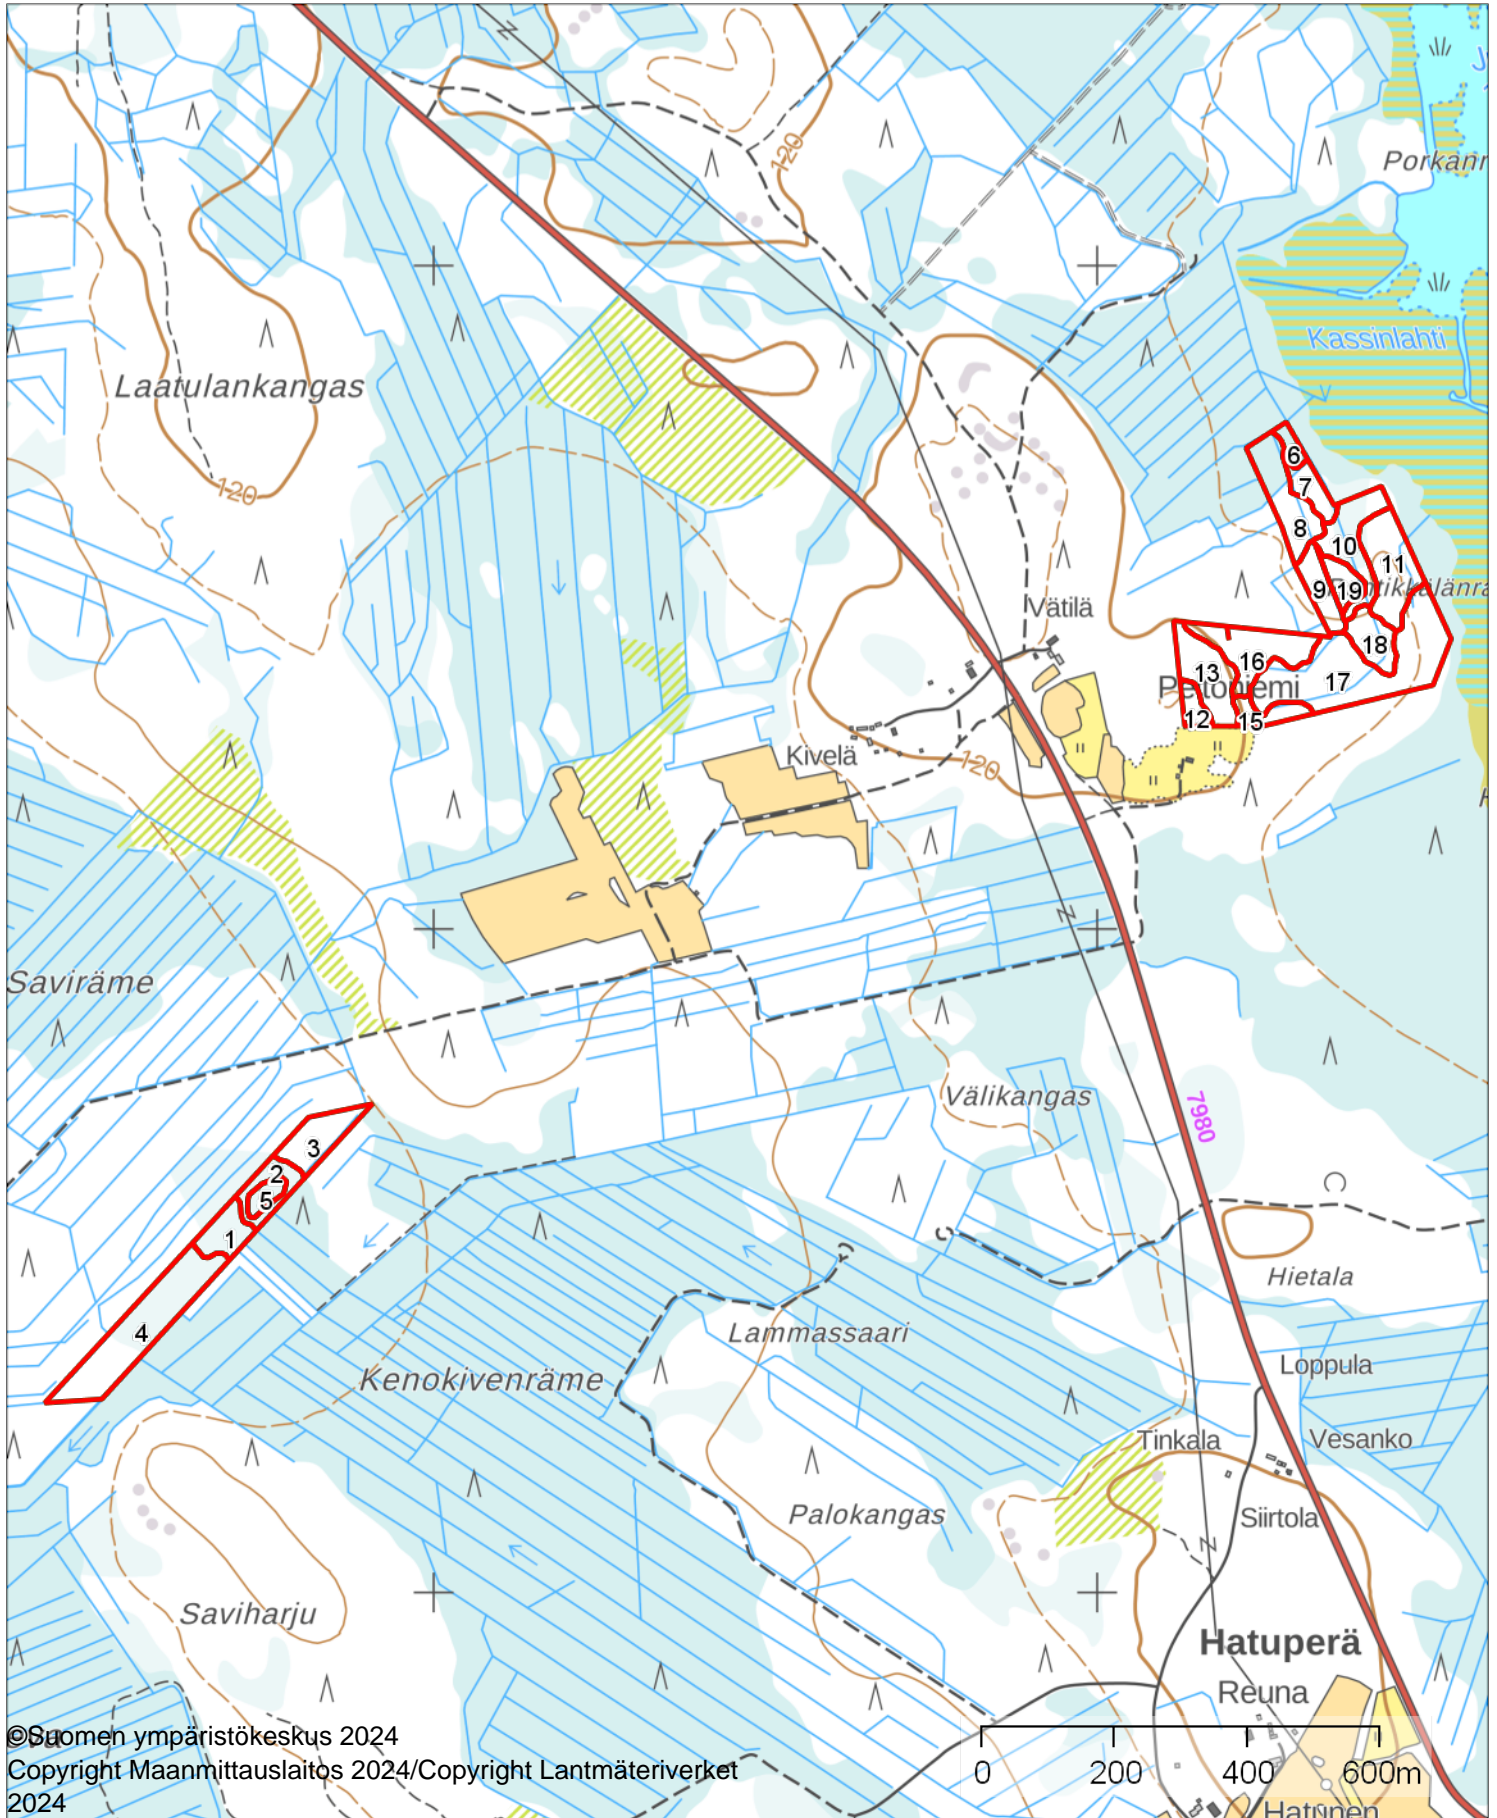 120
Laatulankangas
120
Kassinlahti
6
7
8
10
11
9
19
18
Vätilä
16
13
17
12
15
Kivelä
120
Saviräme
Välikangas
7980
3
2
5
1
4
Hietala
Lammassaari
Kenokivenräme
Loppula
Tinkala
Vesanko
Palokangas
Siirtola
Saviharju
Hatuperä
Reuna
©Suomen ympäristökeskus 2024
Copyright Maanmittauslaitos 2024/Copyright Lantmäteriverket
2024
0 200 400 600m